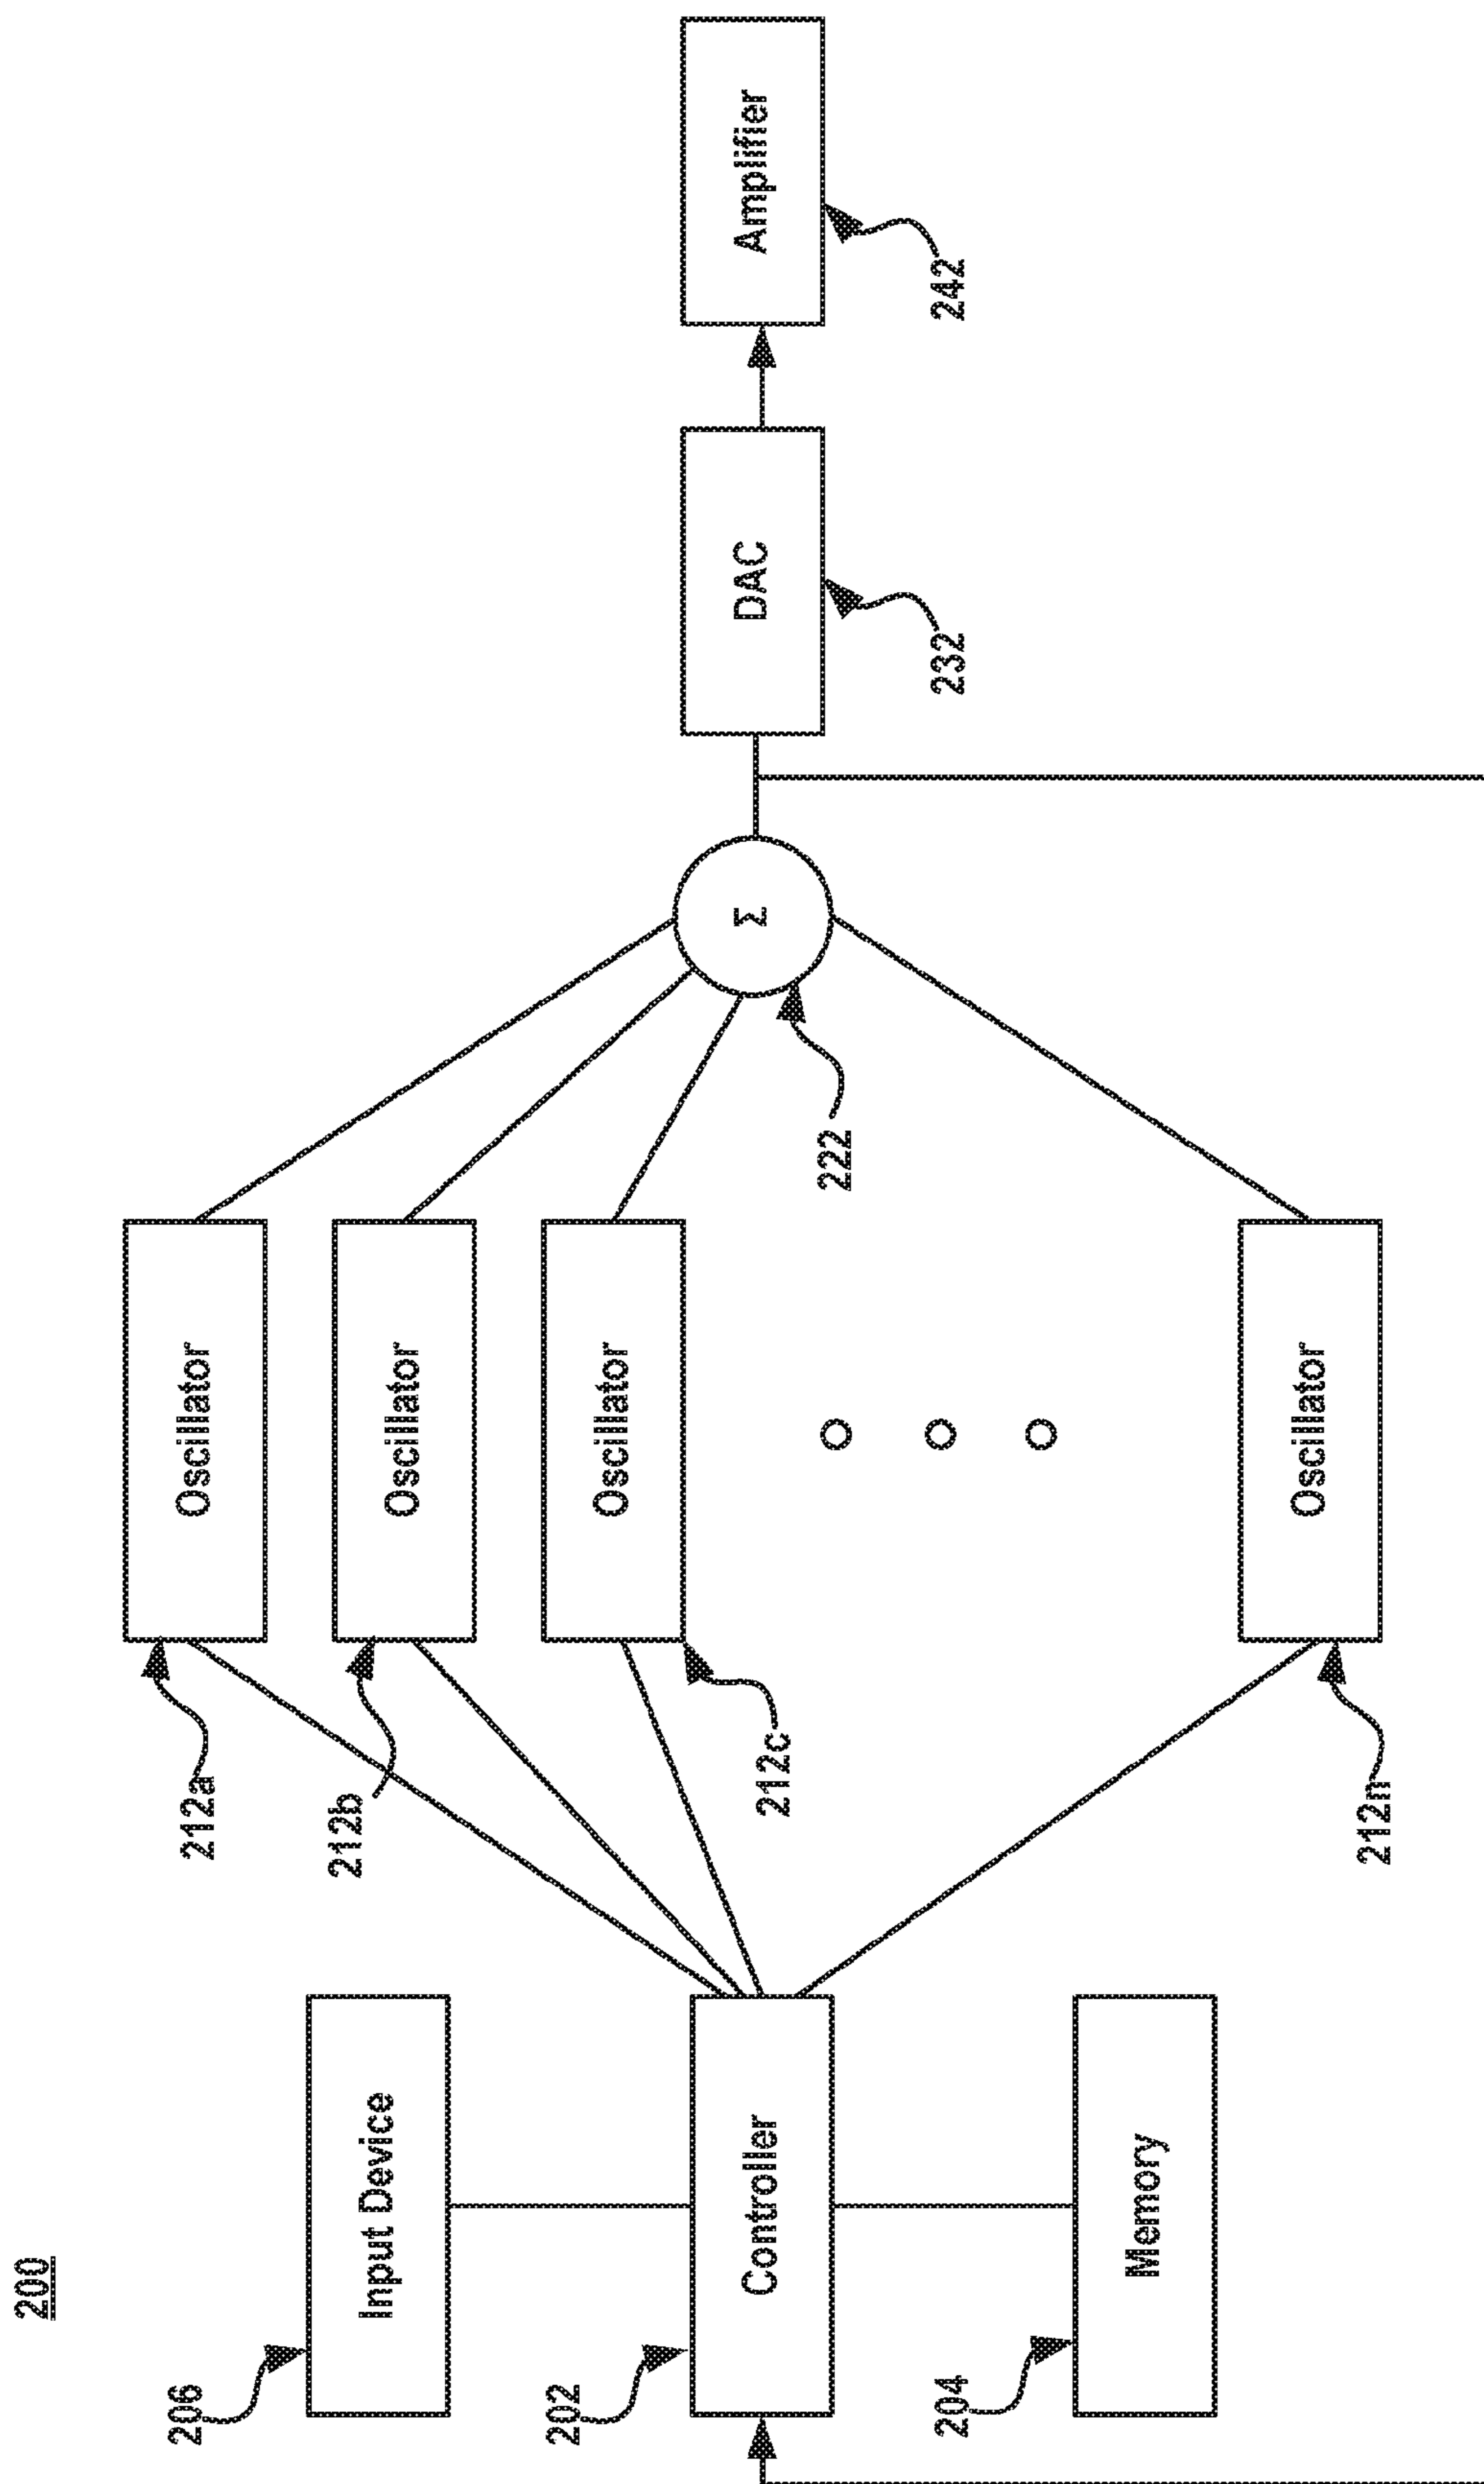 200
206
Input Device
202
Controller
204
Memory
212a
Oscillator
212b
Oscillator
212c
Oscillator
212n
Oscillator
222
Σ
232
DAC
242
Amplifier